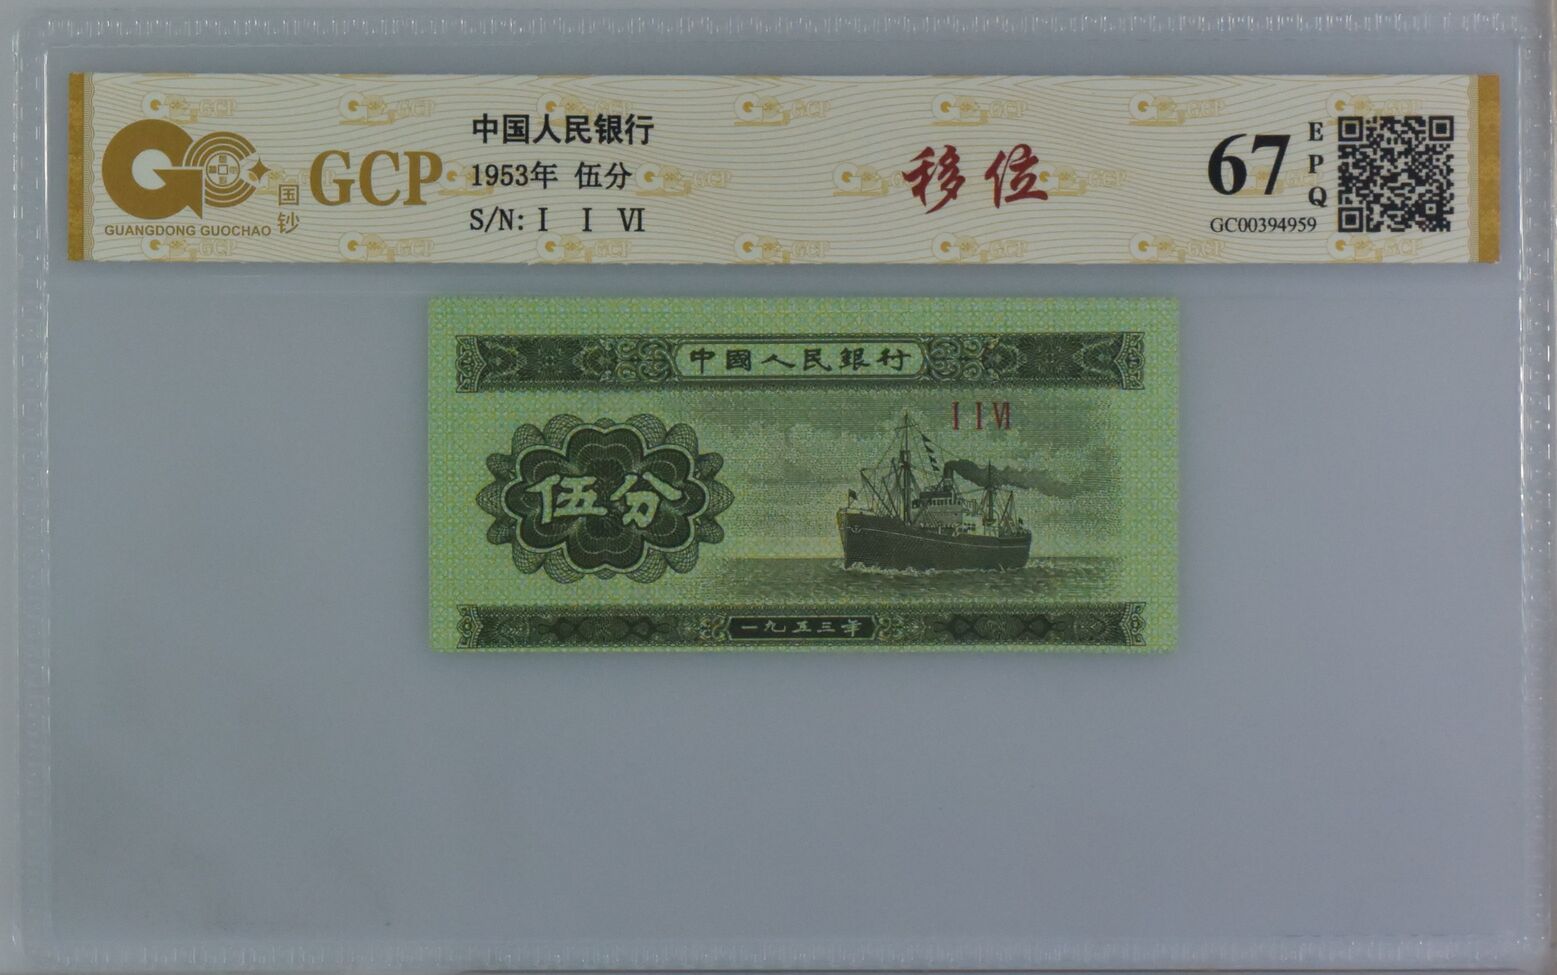 GCP
国钞
GUANGDONG GUOCHAO
中国人民银行
1953年 伍分
S/N: Ⅰ Ⅰ Ⅵ
移位
67
EPQ
GC00394959
中國人民銀行
Ⅰ Ⅰ Ⅵ
伍分
一九五三年